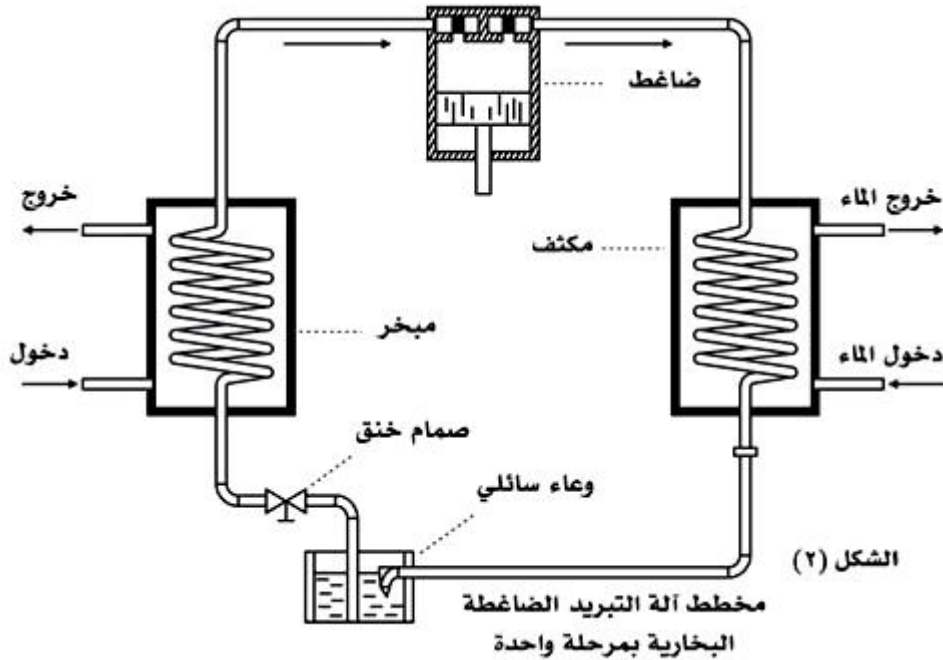 ضاغط
خروج
خروج الماء
مكثف
مبخر
دخول
دخول الماء
صمام خنق
وعاء سائلي
الشكل (٢)
مخطط آلة التبريد الضاغطة
البخارية بمرحلة واحدة